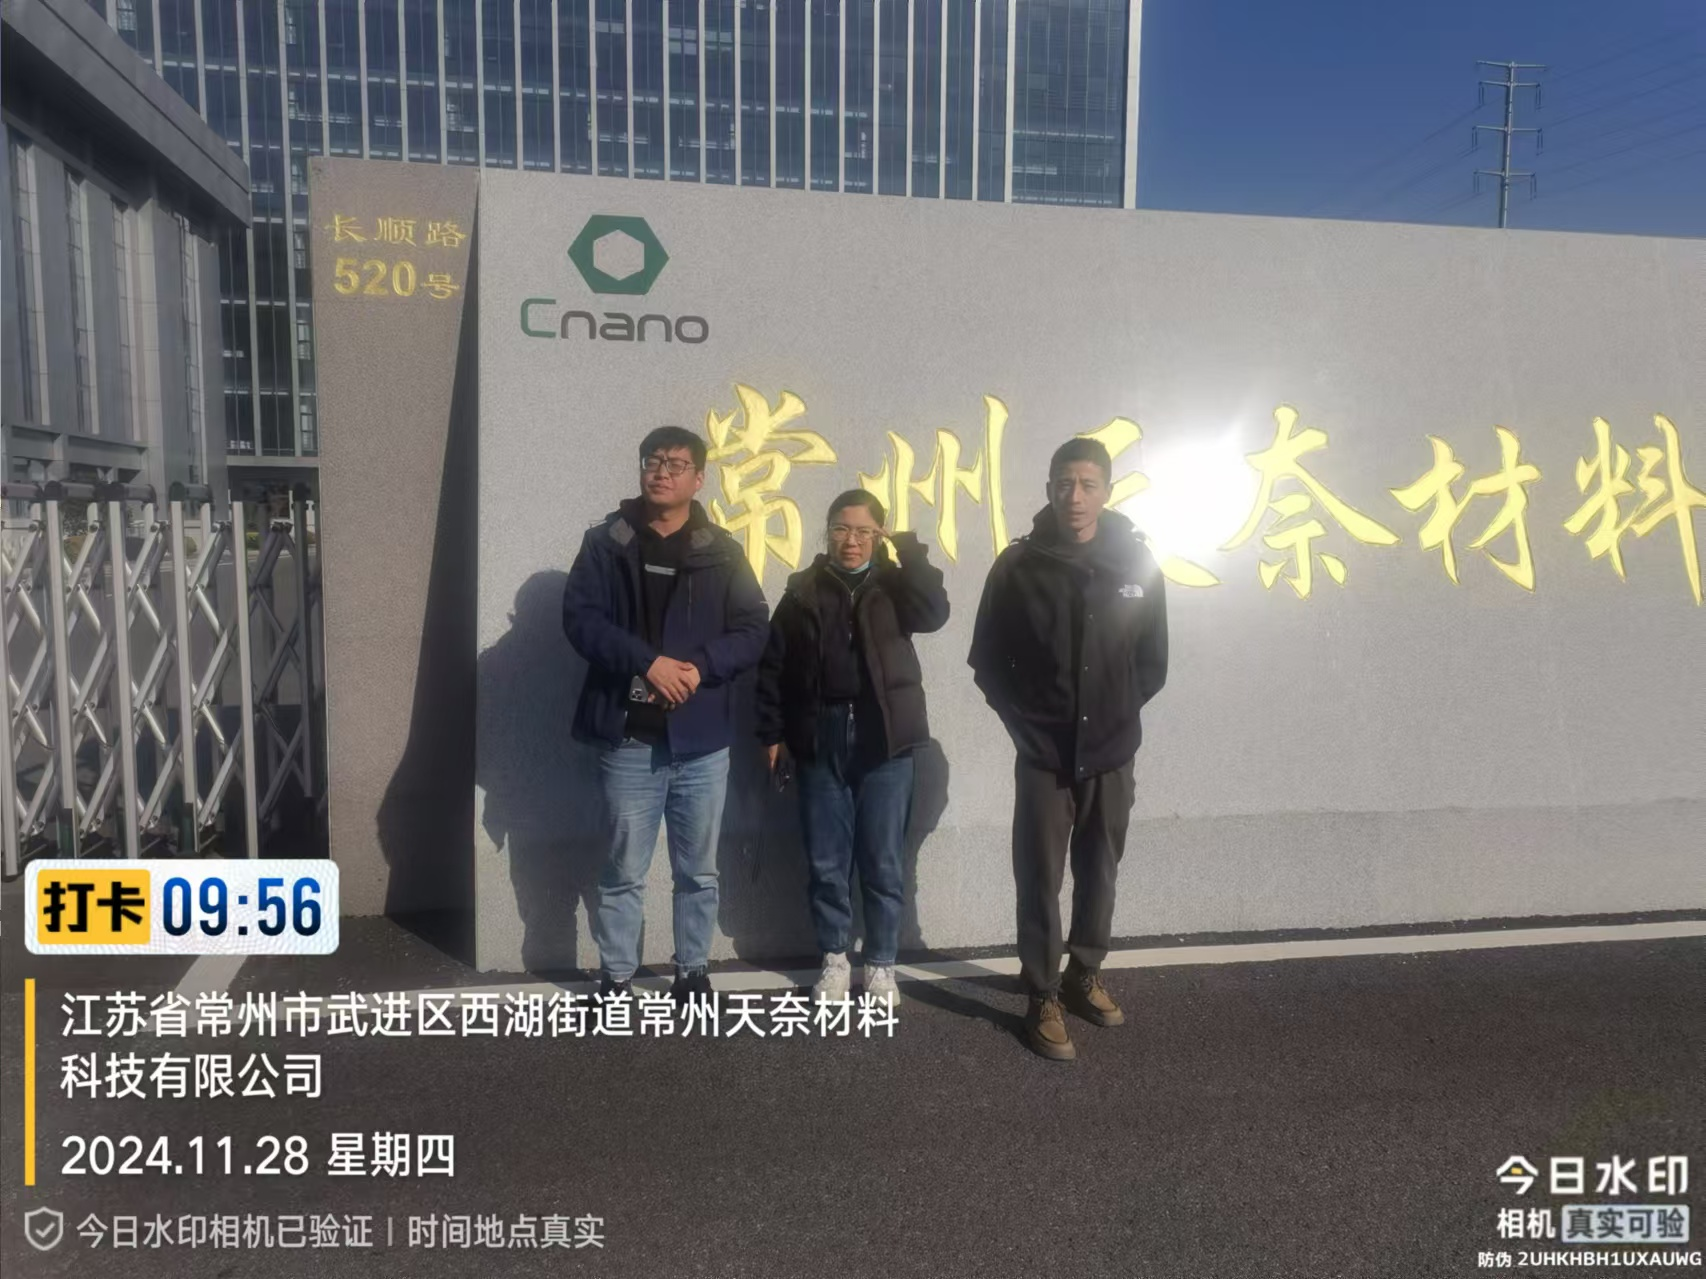 长顺路
520号
Cnano
常州天奈材料
THE NORTH FACE
打卡 09:56
江苏省常州市武进区西湖街道常州天奈材料
科技有限公司
2024.11.28 星期四
今日水印相机已验证 | 时间地点真实
今日水印
相机 真实可验
防伪 2UHKHBH1UXAUWG